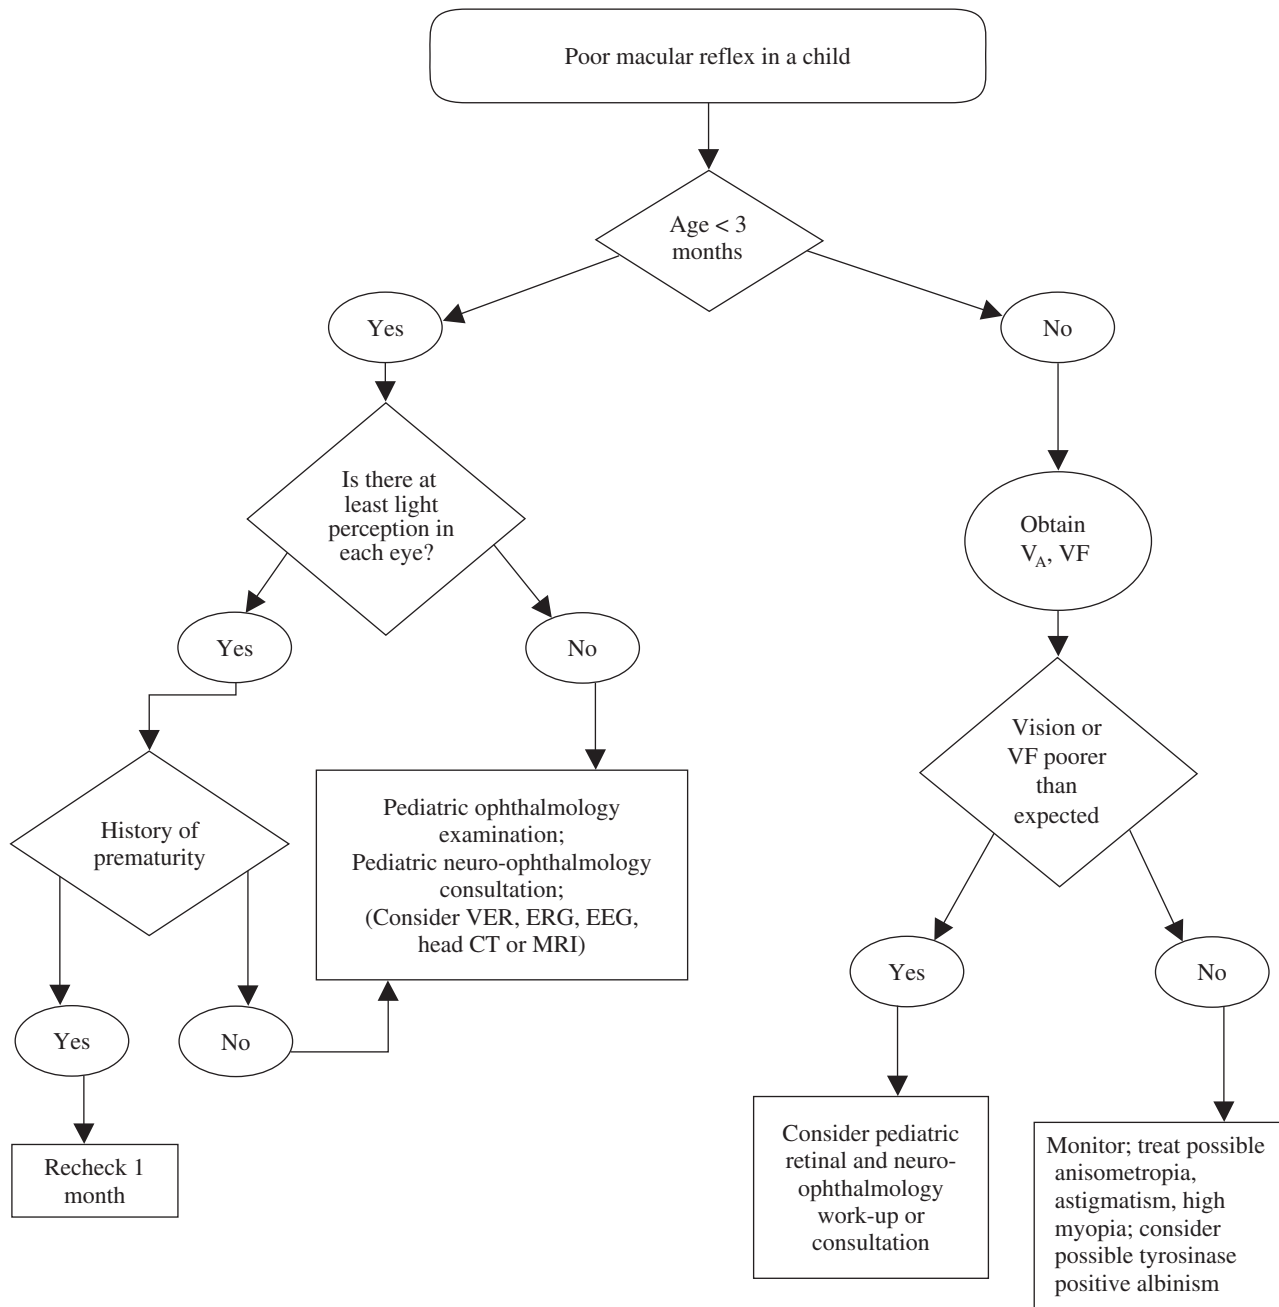 Poor macular reflex in a child
Age < 3
months
Yes
No
Is there at
least light
perception in
each eye?
Obtain
V_A, VF
Yes
No
Vision or
VF poorer
than
expected
History of
prematurity
Pediatric ophthalmology
examination;
Pediatric neuro-ophthalmology
consultation;
(Consider VER, ERG, EEG,
head CT or MRI)
Yes
No
Yes
No
Recheck 1
month
Consider pediatric
retinal and neuro-
ophthalmology
work-up or
consultation
Monitor; treat possible
anisometropia,
astigmatism, high
myopia; consider
possible tyrosinase
positive albinism